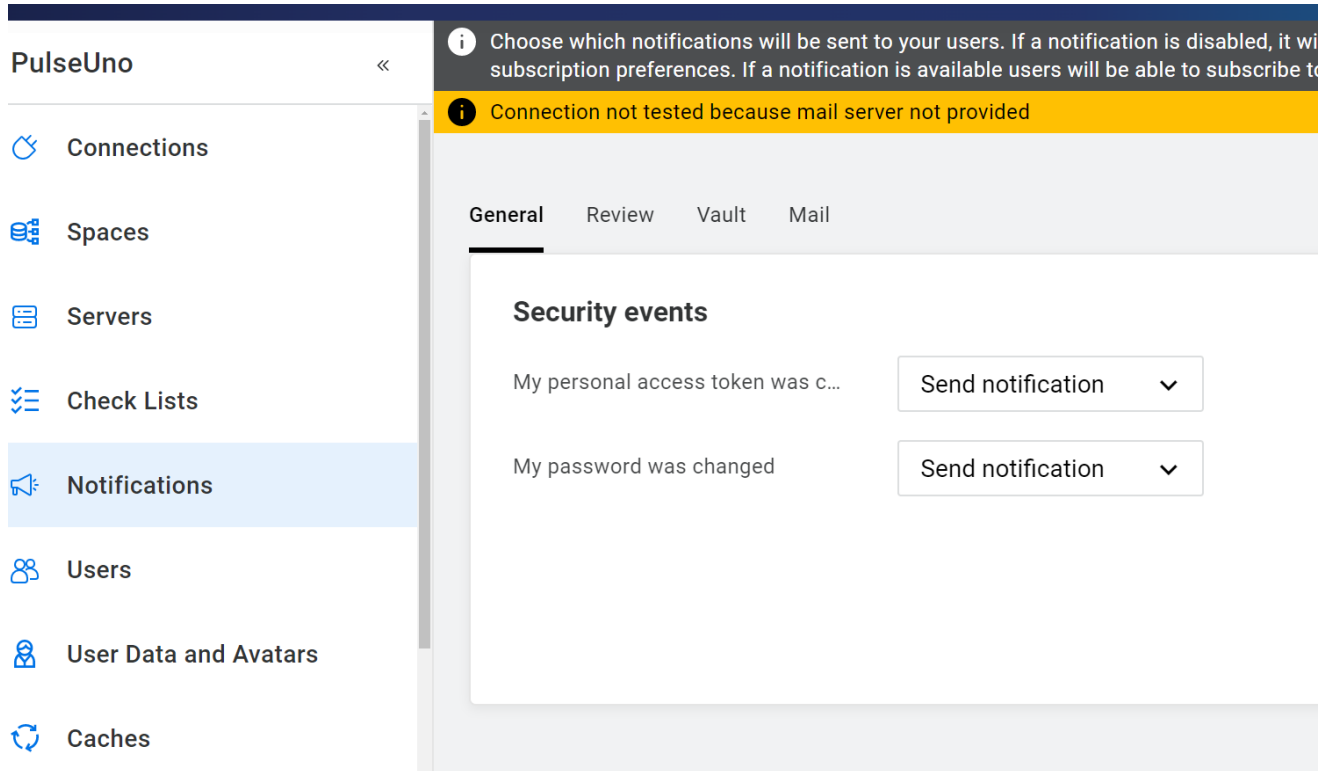 PulseUno
«
Connections
Spaces
Servers
Check Lists
Notifications
Users
User Data and Avatars
Caches
Choose which notifications will be sent to your users. If a notification is disabled, it wi
subscription preferences. If a notification is available users will be able to subscribe to
Connection not tested because mail server not provided
General Review Vault Mail
Security events
My personal access token was c... Send notification
My password was changed Send notification